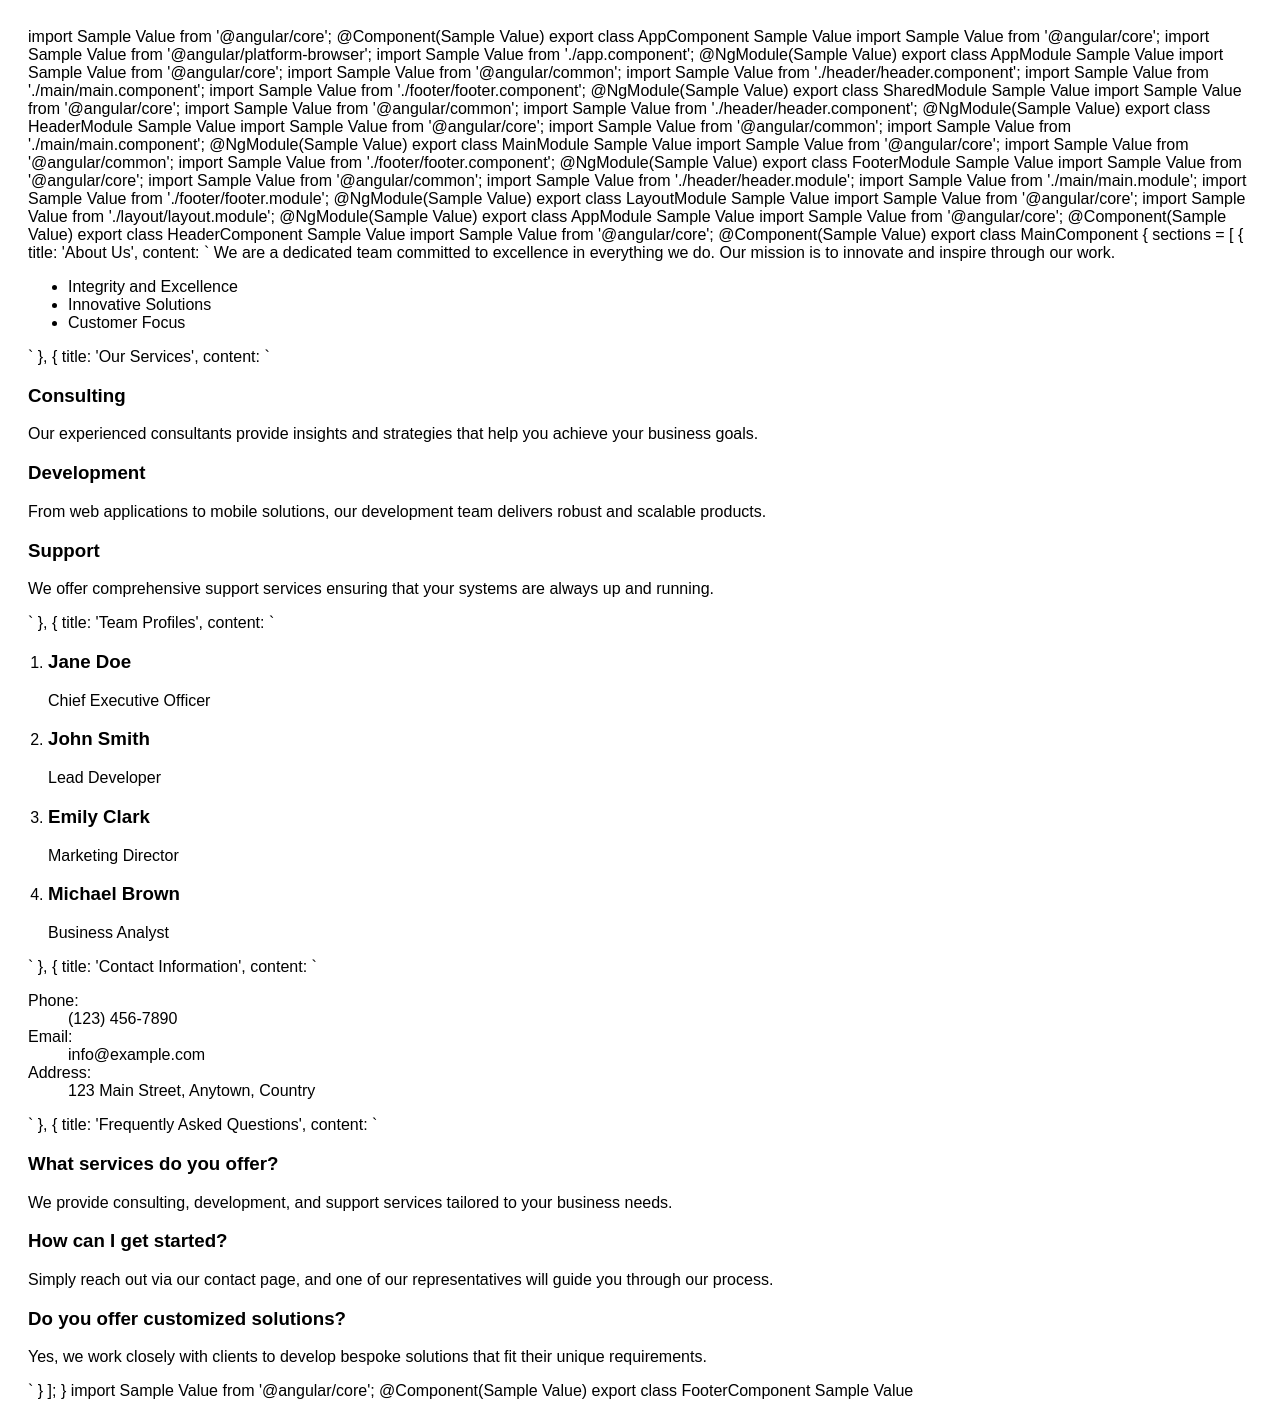 import Sample Value from '@angular/core'; @Component(Sample Value) export class AppComponent Sample Value import Sample Value from '@angular/core'; import
Sample Value from '@angular/platform-browser'; import Sample Value from './app.component'; @NgModule(Sample Value) export class AppModule Sample Value import
Sample Value from '@angular/core'; import Sample Value from '@angular/common'; import Sample Value from './header/header.component'; import Sample Value from
'./main/main.component'; import Sample Value from './footer/footer.component'; @NgModule(Sample Value) export class SharedModule Sample Value import Sample Value
from '@angular/core'; import Sample Value from '@angular/common'; import Sample Value from './header/header.component'; @NgModule(Sample Value) export class
HeaderModule Sample Value import Sample Value from '@angular/core'; import Sample Value from '@angular/common'; import Sample Value from
'./main/main.component'; @NgModule(Sample Value) export class MainModule Sample Value import Sample Value from '@angular/core'; import Sample Value from
'@angular/common'; import Sample Value from './footer/footer.component'; @NgModule(Sample Value) export class FooterModule Sample Value import Sample Value from
'@angular/core'; import Sample Value from '@angular/common'; import Sample Value from './header/header.module'; import Sample Value from './main/main.module'; import
Sample Value from './footer/footer.module'; @NgModule(Sample Value) export class LayoutModule Sample Value import Sample Value from '@angular/core'; import Sample
Value from './layout/layout.module'; @NgModule(Sample Value) export class AppModule Sample Value import Sample Value from '@angular/core'; @Component(Sample
Value) export class HeaderComponent Sample Value import Sample Value from '@angular/core'; @Component(Sample Value) export class MainComponent { sections = [ {
title: 'About Us', content: ` We are a dedicated team committed to excellence in everything we do. Our mission is to innovate and inspire through our work.
• Integrity and Excellence
• Innovative Solutions
• Customer Focus
` }, { title: 'Our Services', content: `
Consulting
Our experienced consultants provide insights and strategies that help you achieve your business goals.
Development
From web applications to mobile solutions, our development team delivers robust and scalable products.
Support
We offer comprehensive support services ensuring that your systems are always up and running.
` }, { title: 'Team Profiles', content: `
1. Jane Doe
Chief Executive Officer
2. John Smith
Lead Developer
3. Emily Clark
Marketing Director
4. Michael Brown
Business Analyst
` }, { title: 'Contact Information', content: `
Phone:
(123) 456-7890
Email:
info@example.com
Address:
123 Main Street, Anytown, Country
` }, { title: 'Frequently Asked Questions', content: `
What services do you offer?
We provide consulting, development, and support services tailored to your business needs.
How can I get started?
Simply reach out via our contact page, and one of our representatives will guide you through our process.
Do you offer customized solutions?
Yes, we work closely with clients to develop bespoke solutions that fit their unique requirements.
` } ]; } import Sample Value from '@angular/core'; @Component(Sample Value) export class FooterComponent Sample Value